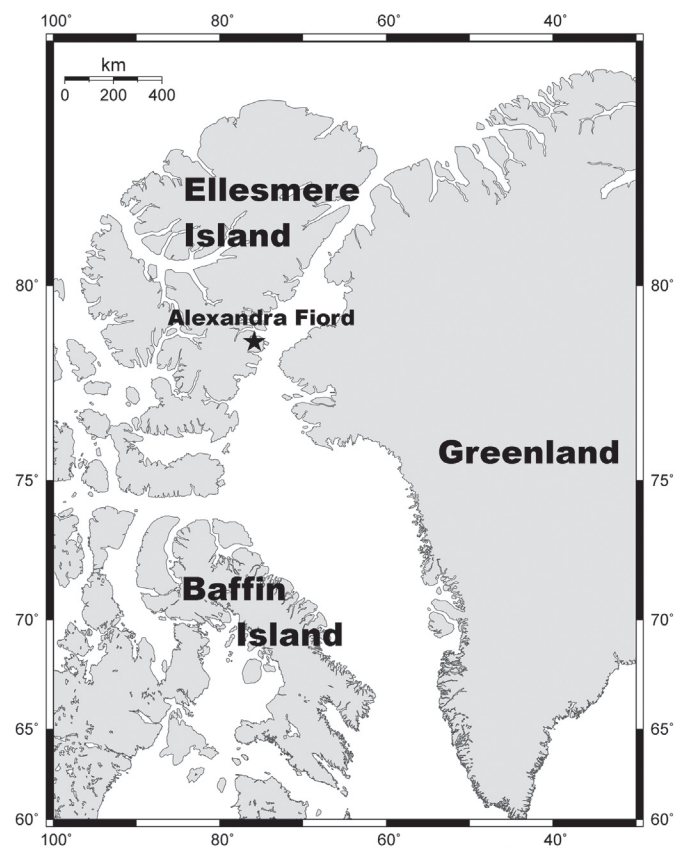 100˚ 80˚ 60˚ 40˚
km
0 200 400
Ellesmere
Island
80˚ 80˚
Alexandra Fiord
Greenland
75˚ 75˚
Baffin
70˚ 70˚
Island
65˚ 65˚
60˚ 60˚
100˚ 80˚ 60˚ 40˚